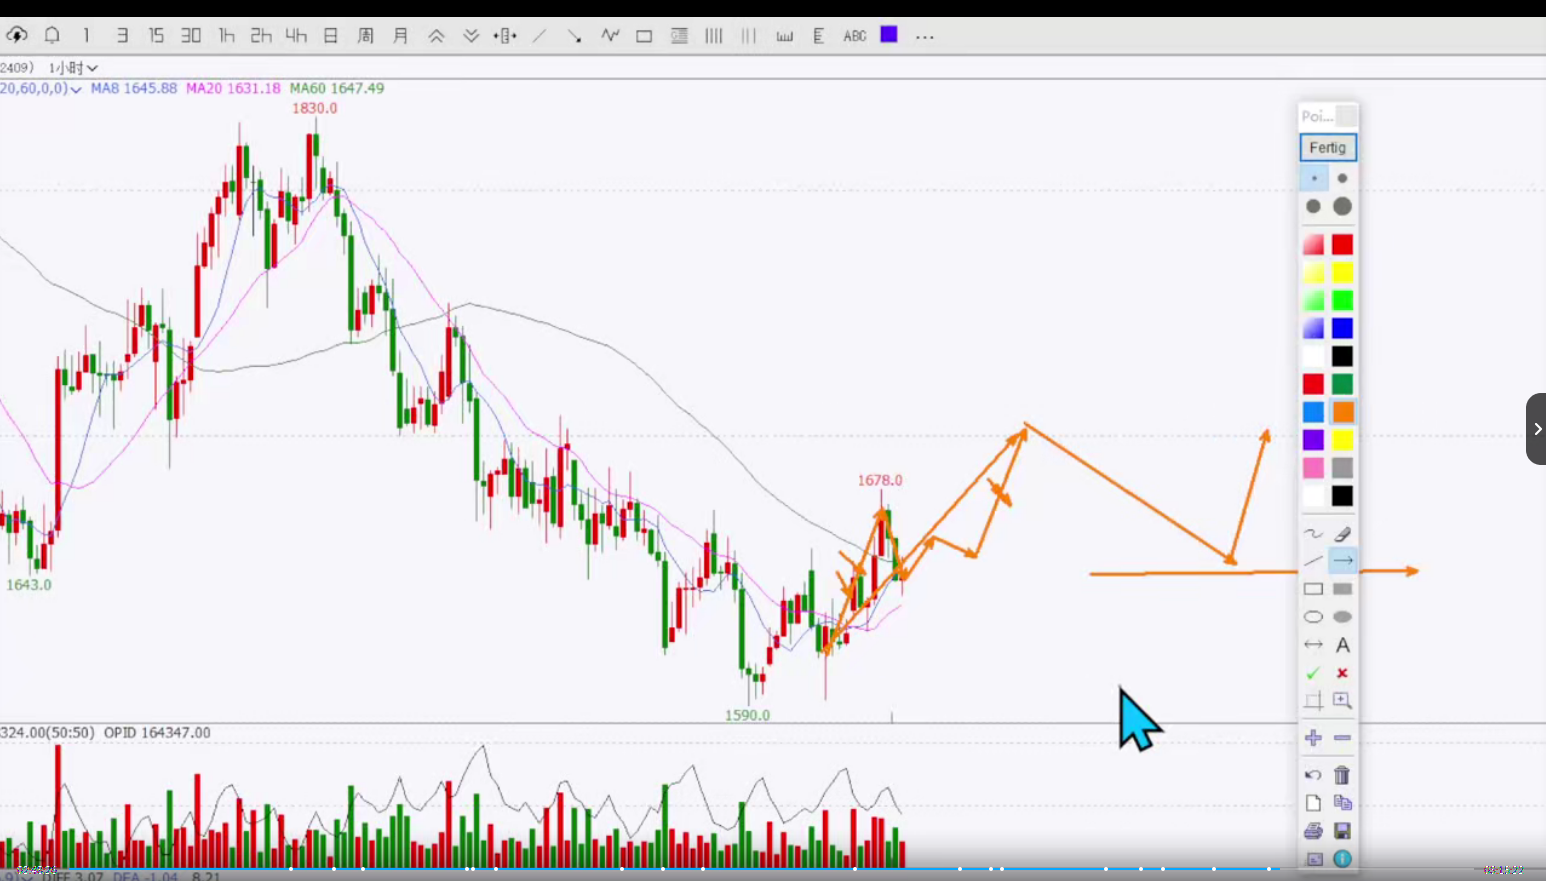 1 3 15 30 1h 2h 4h 日 周 月 ABC ...
2409) 1小时
20,60,0,0) MA8 1645.88 MA20 1631.18 MA60 1647.49
1830.0
Poi...
Fertig
1678.0
1643.0
A
1590.0
324.00(50:50) OPID 164347.00
DIFF 3.07 DEA -1.04 8.21